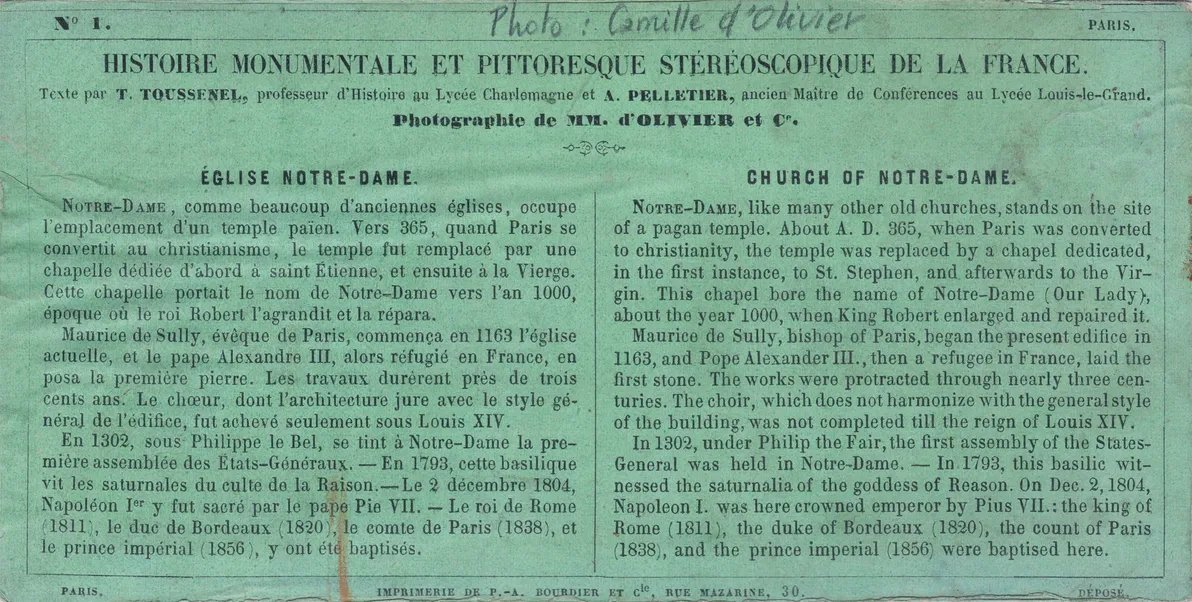 N° 1.
Photo : Camille d'Olivier
PARIS.
HISTOIRE MONUMENTALE ET PITTORESQUE STÉRÉOSCOPIQUE DE LA FRANCE.
Texte par T. TOUSSENEL, professeur d'Histoire au Lycée Charlemagne et A. PELLETIER, ancien Maître de Conférences au Lycée Louis-le-Grand.
Photographie de MM. d'OLIVIER et Cᵉ.
ÉGLISE NOTRE-DAME.
NOTRE-DAME, comme beaucoup d'anciennes églises, occupe
l'emplacement d'un temple païen. Vers 365, quand Paris se
convertit au christianisme, le temple fut remplacé par une
chapelle dédiée d'abord à saint Étienne, et ensuite à la Vierge.
Cette chapelle portait le nom de Notre-Dame vers l'an 1000,
époque où le roi Robert l'agrandit et la répara.
Maurice de Sully, évêque de Paris, commença en 1163 l'église
actuelle, et le pape Alexandre III, alors réfugié en France, en
posa la première pierre. Les travaux durèrent près de trois
cents ans. Le chœur, dont l'architecture jure avec le style gé-
néral de l'édifice, fut achevé seulement sous Louis XIV.
En 1302, sous Philippe le Bel, se tint à Notre-Dame la pre-
mière assemblée des États-Généraux. — En 1793, cette basilique
vit les saturnales du culte de la Raison. — Le 2 décembre 1804,
Napoléon Iᵉʳ y fut sacré par le pape Pie VII. — Le roi de Rome
(1811), le duc de Bordeaux (1820), le comte de Paris (1838), et
le prince impérial (1856), y ont été baptisés.
CHURCH OF NOTRE-DAME.
NOTRE-DAME, like many other old churches, stands on the site
of a pagan temple. About A. D. 365, when Paris was converted
to christianity, the temple was replaced by a chapel dedicated,
in the first instance, to St. Stephen, and afterwards to the Vir-
gin. This chapel bore the name of Notre-Dame (Our Lady),
about the year 1000, when King Robert enlarged and repaired it.
Maurice de Sully, bishop of Paris, began the present edifice in
1163, and Pope Alexander III., then a refugee in France, laid the
first stone. The works were protracted through nearly three cen-
turies. The choir, which does not harmonize with the general style
of the building, was not completed till the reign of Louis XIV.
In 1302, under Philip the Fair, the first assembly of the States-
General was held in Notre-Dame. — In 1793, this basilic wit-
nessed the saturnalia of the goddess of Reason. On Dec. 2, 1804,
Napoleon I. was here crowned emperor by Pius VII.: the king of
Rome (1811), the duke of Bordeaux (1820), the count of Paris
(1838), and the prince imperial (1856) were baptised here.
PARIS.
IMPRIMERIE DE P.-A. BOURDIER ET Cie, RUE MAZARINE, 30.
DÉPOSÉ.